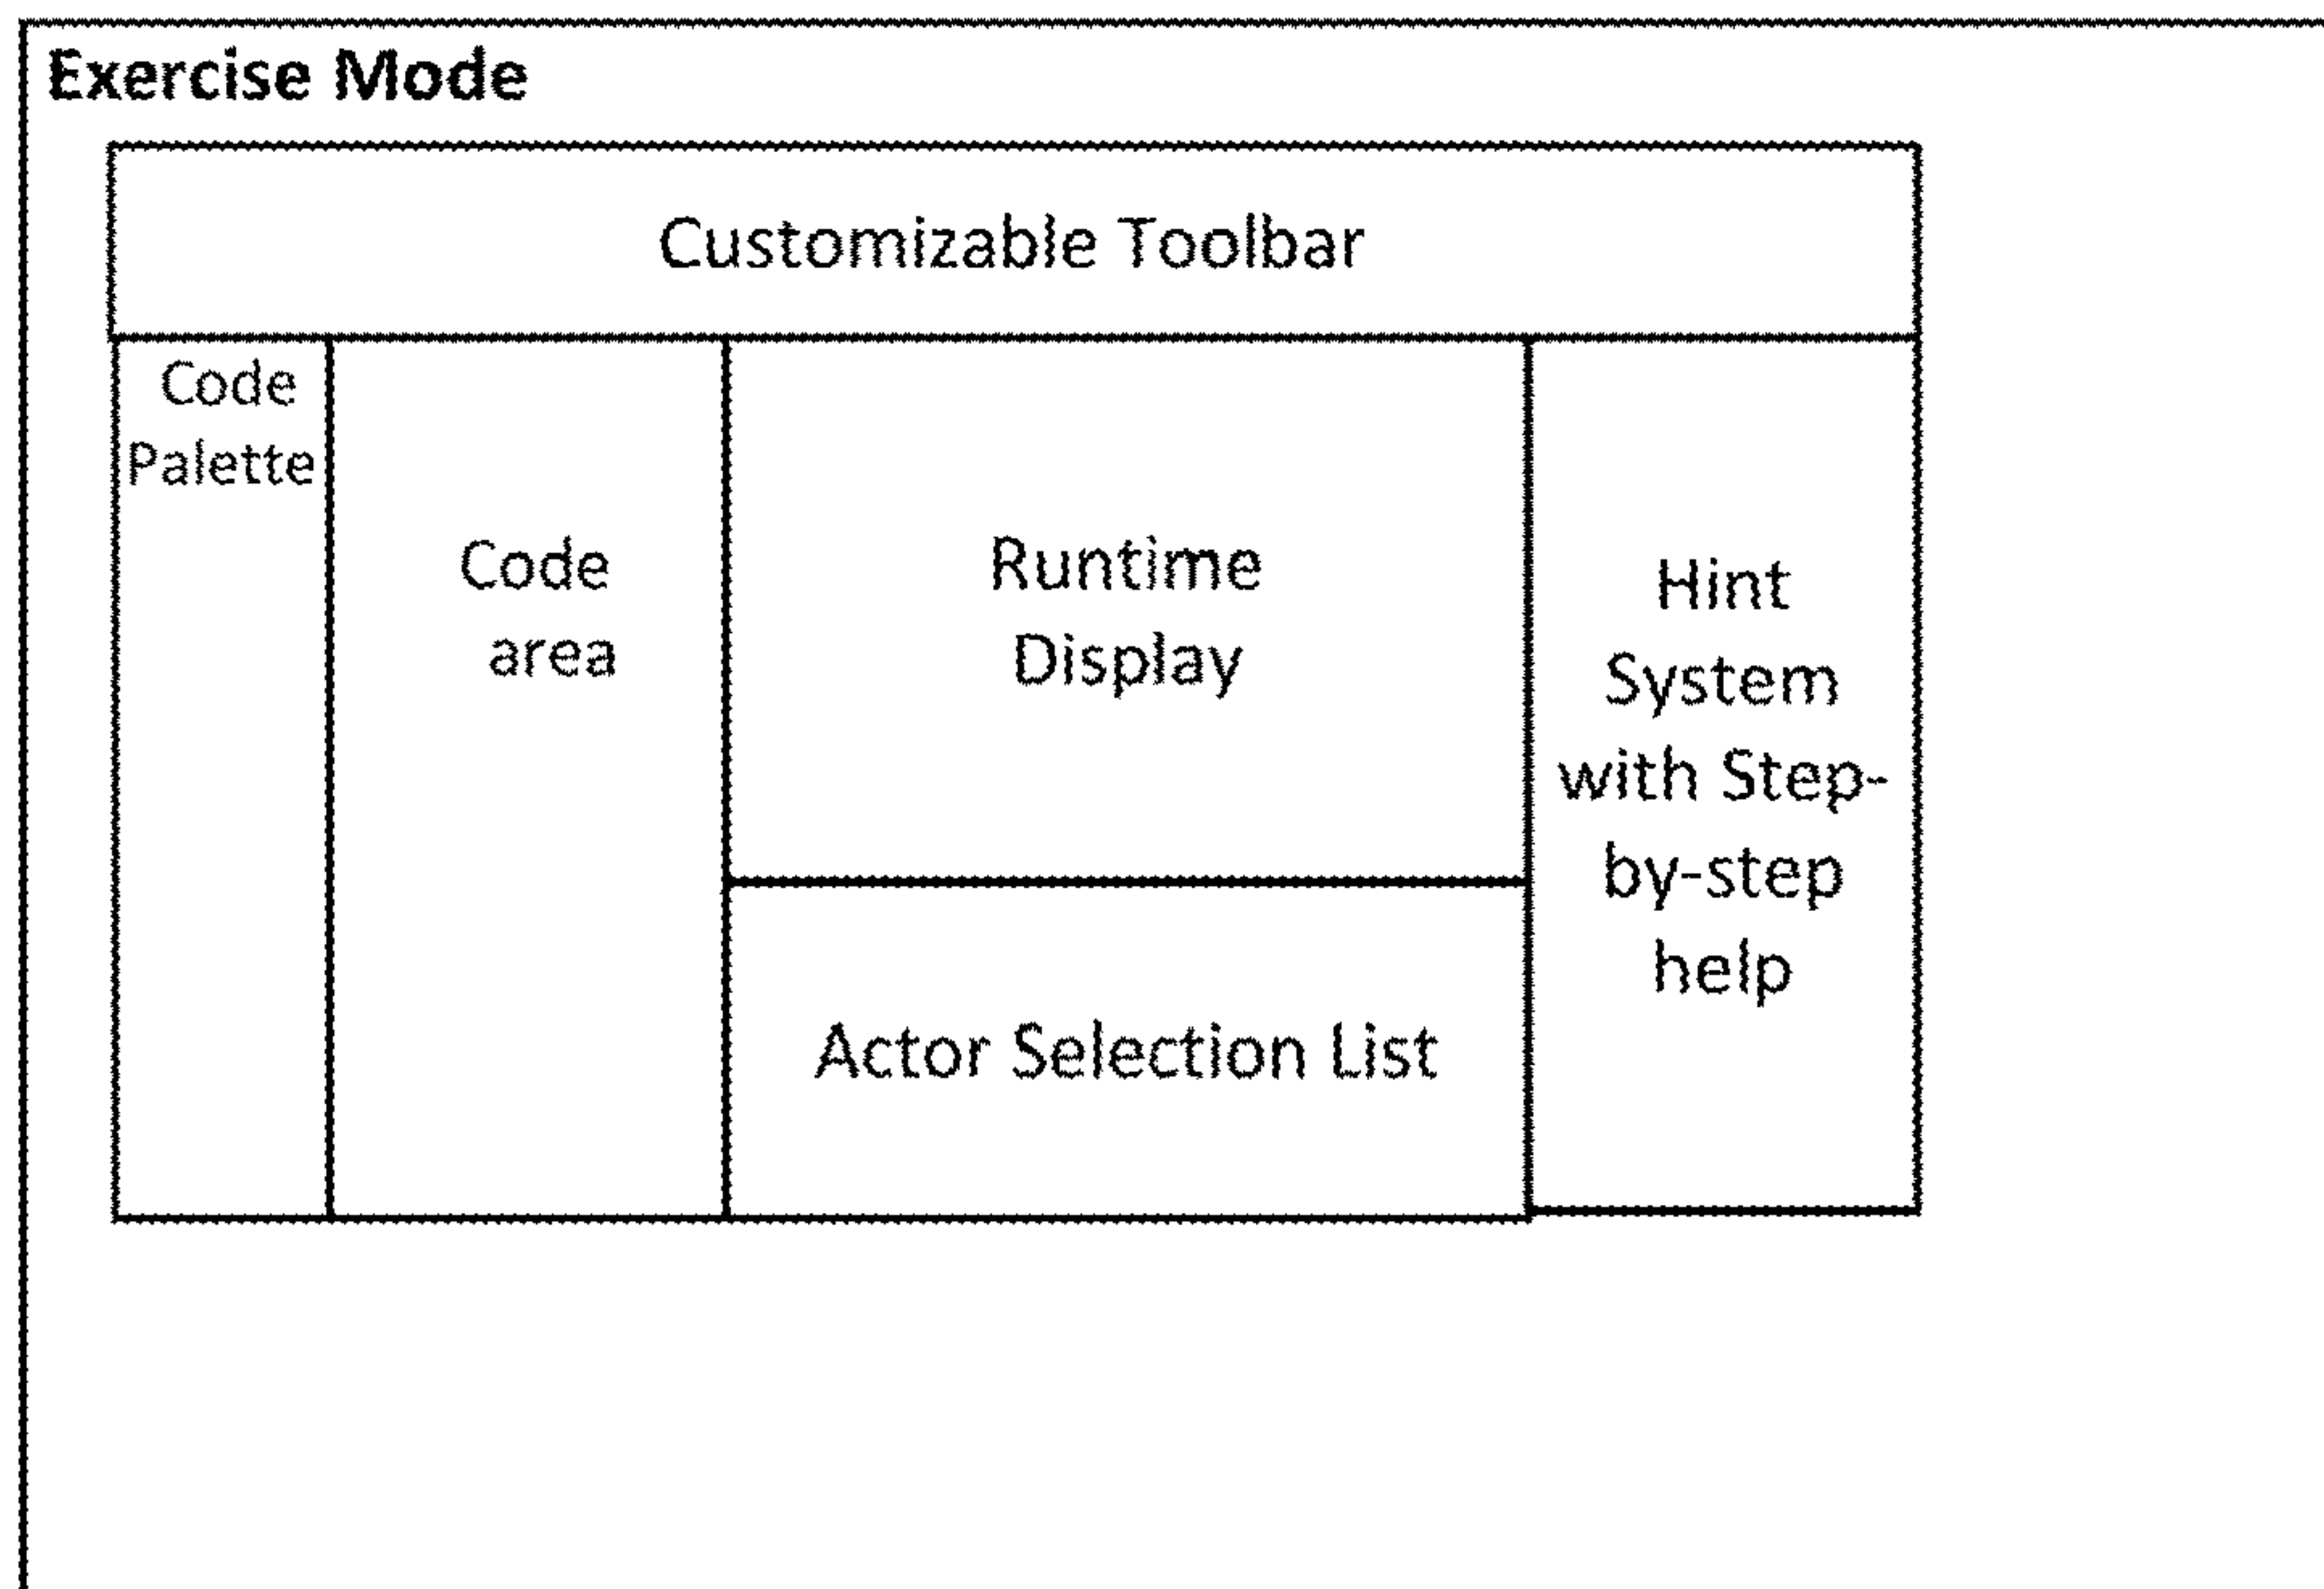 Exercise Mode
Customizable Toolbar
Code
Palette
Code
area
Runtime
Display
Actor Selection List
Hint
System
with Step-
by-step
help